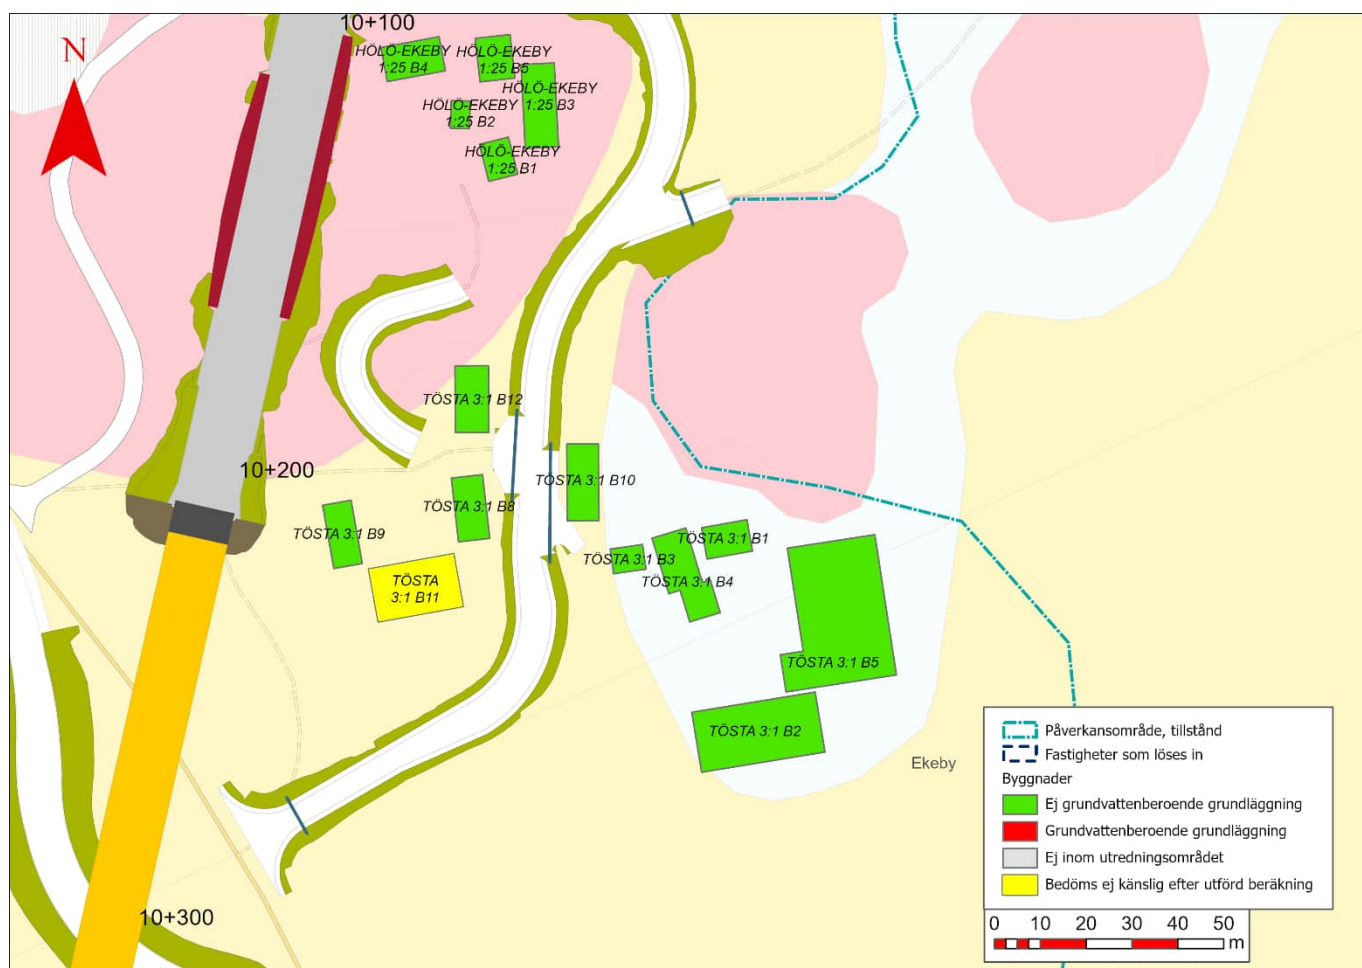 10+100
N
HÖLÖ-EKEBY
1:25 B4
HÖLÖ-EKEBY
1:25 B5
HÖLÖ-EKEBY
1:25 B3
HÖLÖ-EKEBY
1:25 B2
HÖLÖ-EKEBY
1:25 B1
TÖSTA 3:1 B12
10+200
TÖSTA 3:1 B10
TÖSTA 3:1 B8
TÖSTA 3:1 B9
TÖSTA 3:1 B1
TÖSTA 3:1 B3
TÖSTA 3:1 B4
TÖSTA
3:1 B11
TÖSTA 3:1 B5
TÖSTA 3:1 B2
Ekeby
10+300
Påverkansområde, tillstånd
Fastigheter som löses in
Byggnader
Ej grundvattenberoende grundläggning
Grundvattenberoende grundläggning
Ej inom utredningsområdet
Bedöms ej känslig efter utförd beräkning
0 10 20 30 40 50
m